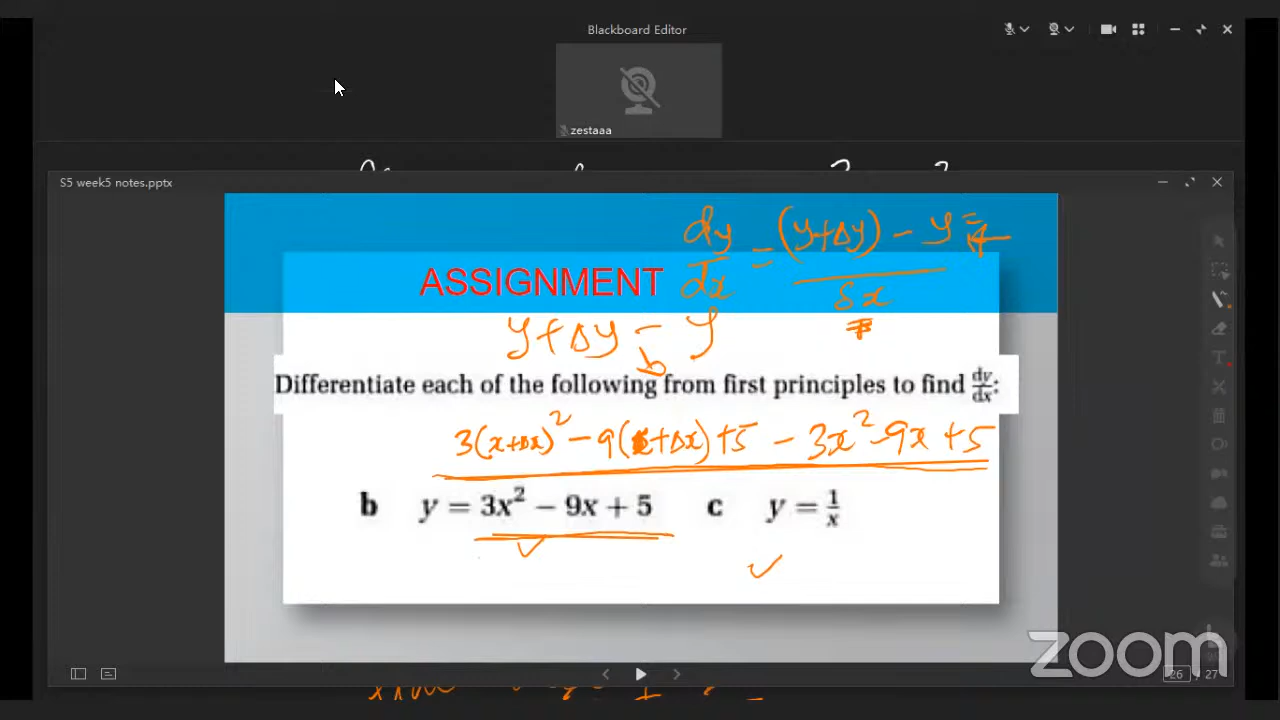 Blackboard Editor
zesta​aa
S5 week5 notes.pptx
dy/dx = (y+Δy) - y / δx
ASSIGNMENT
y+Δy - y
Differentiate each of the following from first principles to find dy/dx:
3(x+Δx)² - 9(x+Δx)+5 - 3x² - 9x + 5
b y = 3x² − 9x + 5 c y = 1/x
zoom
26 / 27